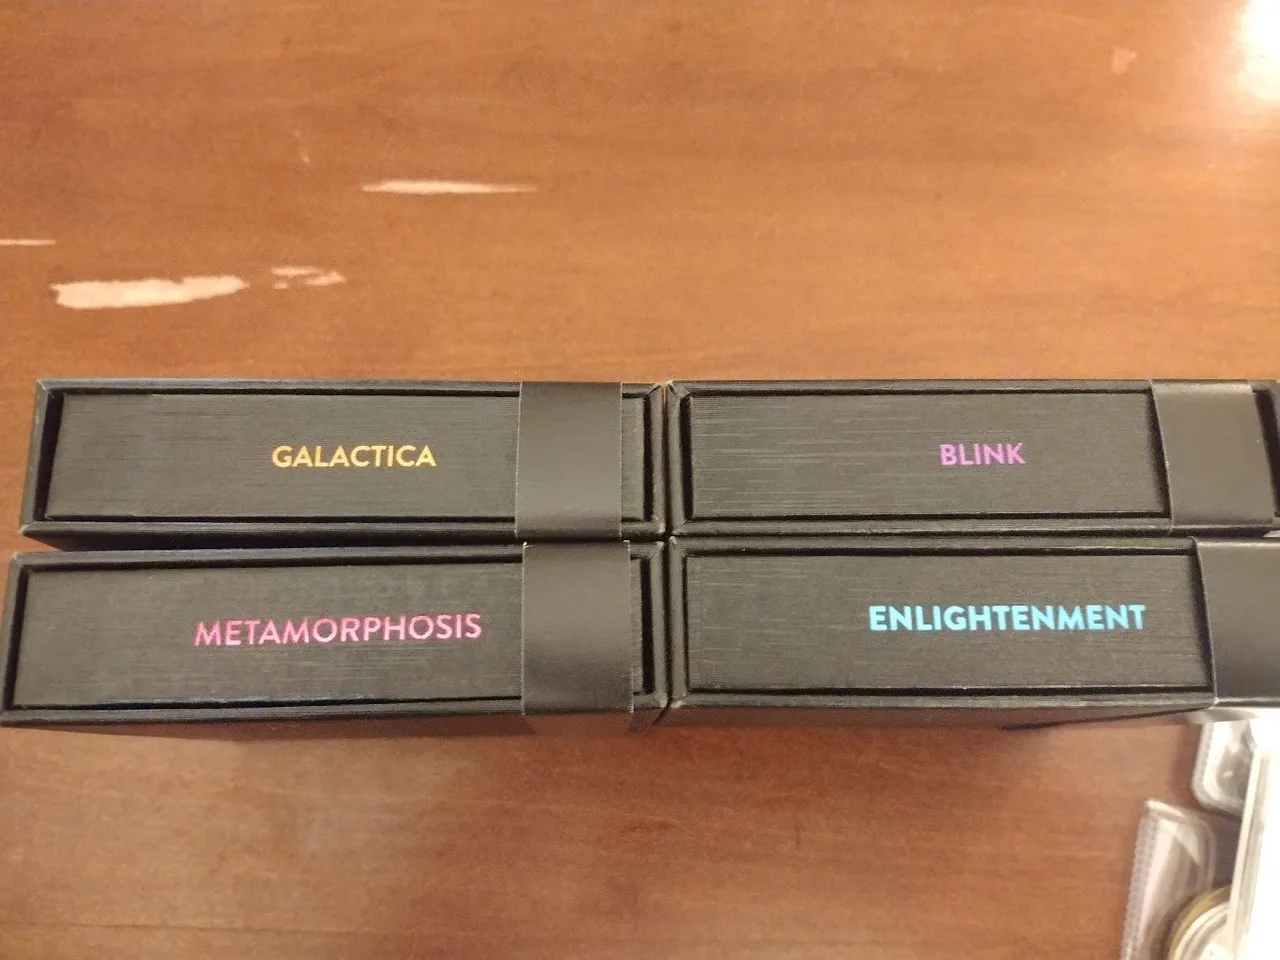 GALACTICA
BLINK
METAMORPHOSIS
ENLIGHTENMENT